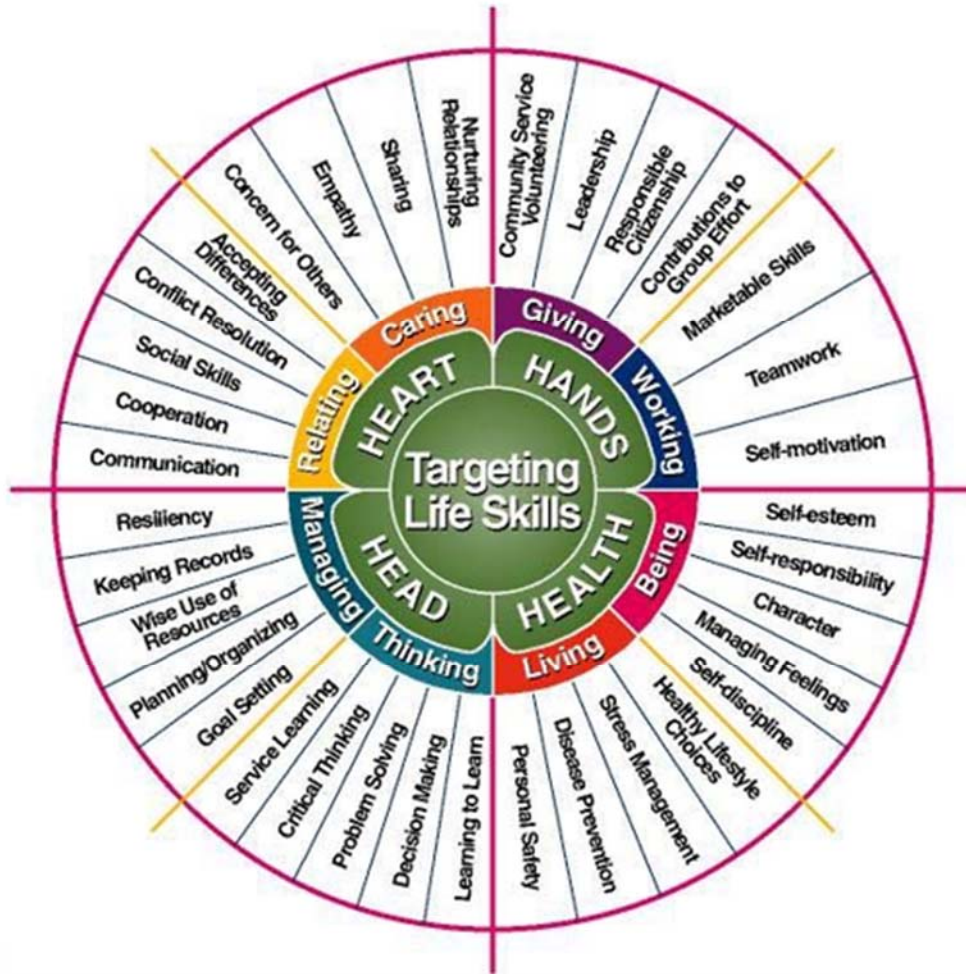 Targeting
Life Skills
HEART
Caring
Nurturing
Relationships
Sharing
Empathy
Concern for Others
Relating
Accepting
Differences
Conflict Resolution
Social Skills
Cooperation
Communication
HANDS
Giving
Community Service
Volunteering
Leadership
Responsible
Citizenship
Contributions to
Group Effort
Working
Marketable Skills
Teamwork
Self-motivation
HEALTH
Being
Self-esteem
Self-responsibility
Character
Managing Feelings
Self-discipline
Living
Healthy Lifestyle
Choices
Stress Management
Disease Prevention
Personal Safety
HEAD
Thinking
Learning to Learn
Decision Making
Problem Solving
Critical Thinking
Service Learning
Managing
Goal Setting
Planning/Organizing
Wise Use of
Resources
Keeping Records
Resiliency